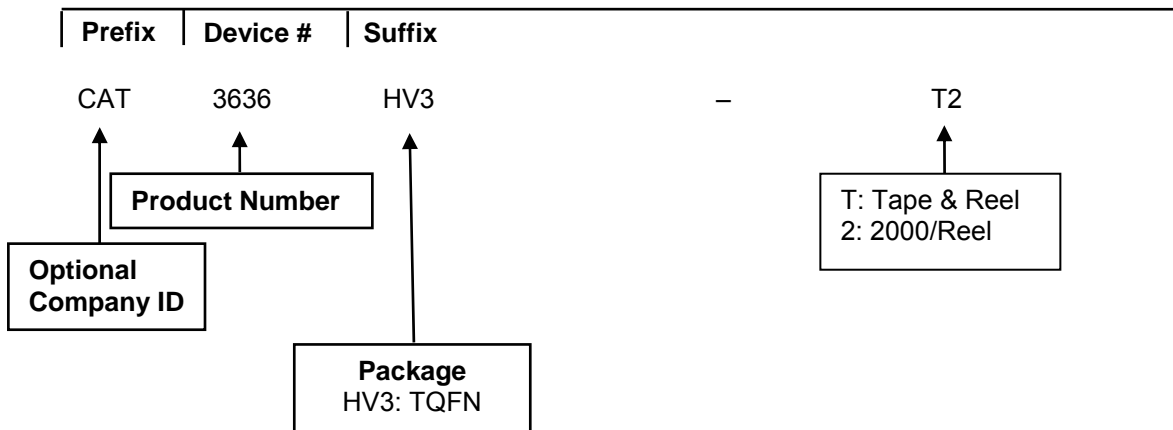 Prefix Device # Suffix
CAT 3636 HV3 – T2
Product Number
T: Tape & Reel
2: 2000/Reel
Optional
Company ID
Package
HV3: TQFN